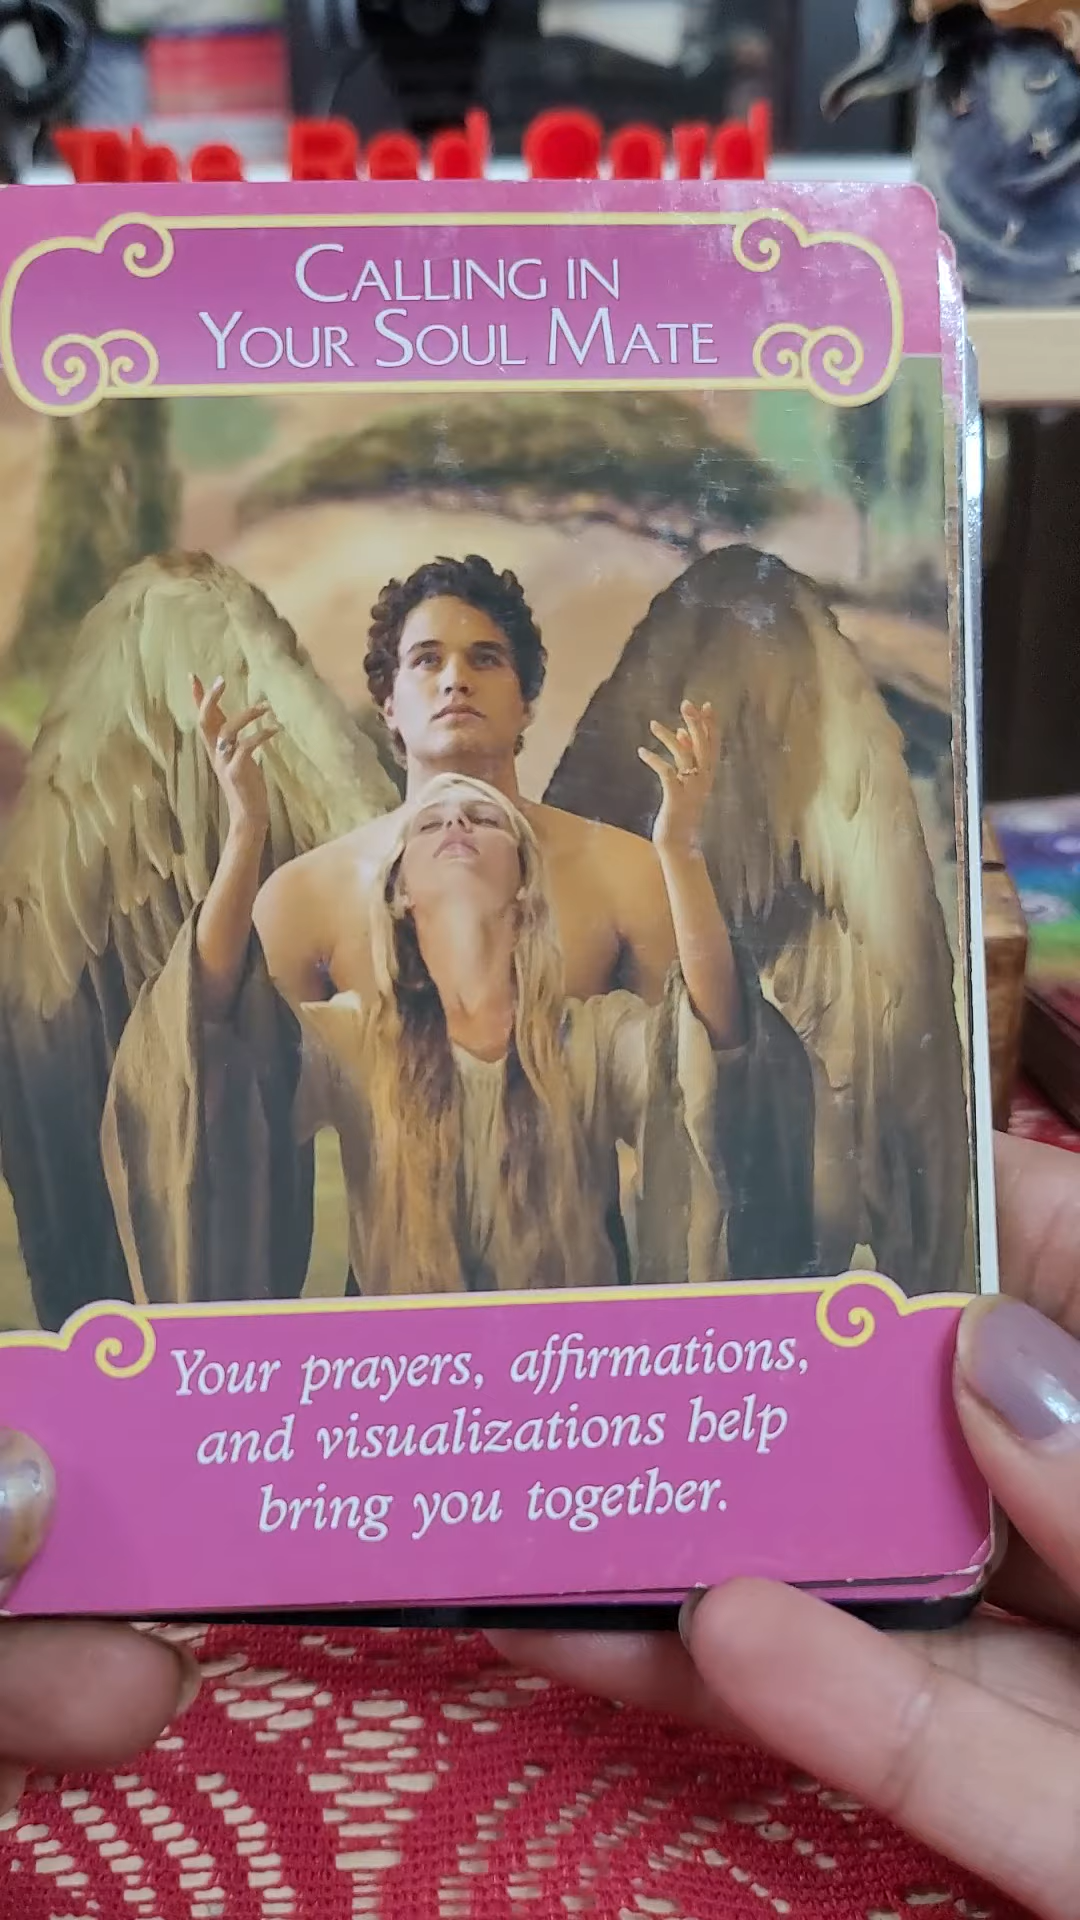 The Red Card
CALLING IN
YOUR SOUL MATE
Your prayers, affirmations,
and visualizations help
bring you together.